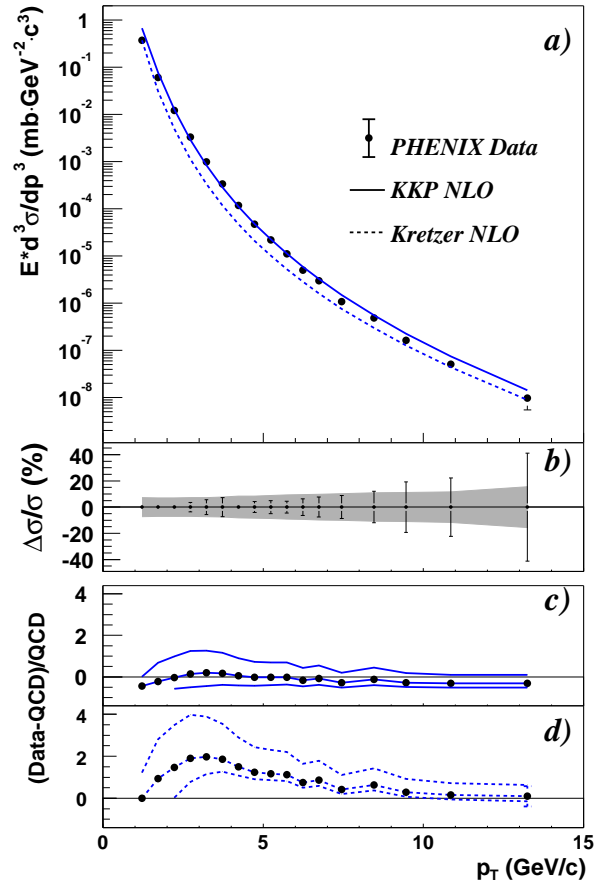 1
10^-1
10^-2
10^-3
10^-4
10^-5
10^-6
10^-7
10^-8
E*d^3σ/dp^3 (mb·GeV^-2·c^3)
a)
PHENIX Data
KKP NLO
Kretzer NLO
40
20
0
-20
-40
Δσ/σ (%)
b)
4
2
0
c)
(Data-QCD)/QCD
4
2
0
d)
0 5 10 15
p_T (GeV/c)